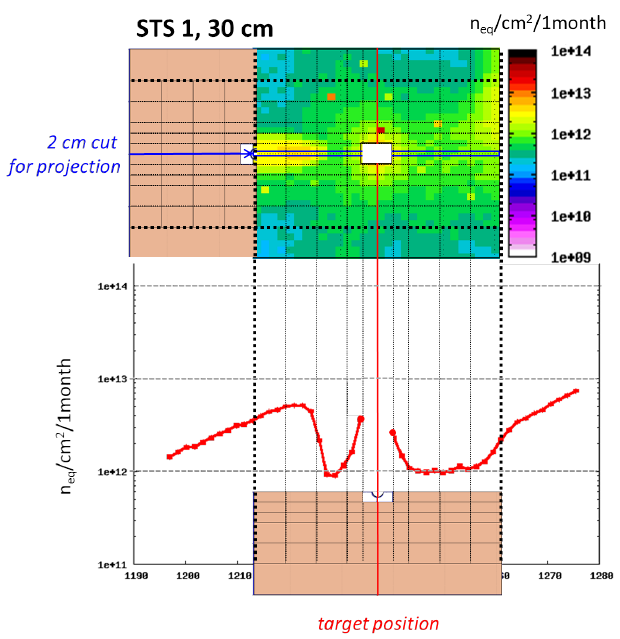 STS 1, 30 cm
neq/cm2/1month
1e+14
1e+13
1e+12
1e+11
1e+10
1e+09
2 cm cut
for projection
1e+14
1e+13
1e+12
1e+11
neq/cm2/1month
1190 1200 1210 60 1270 1280
target position